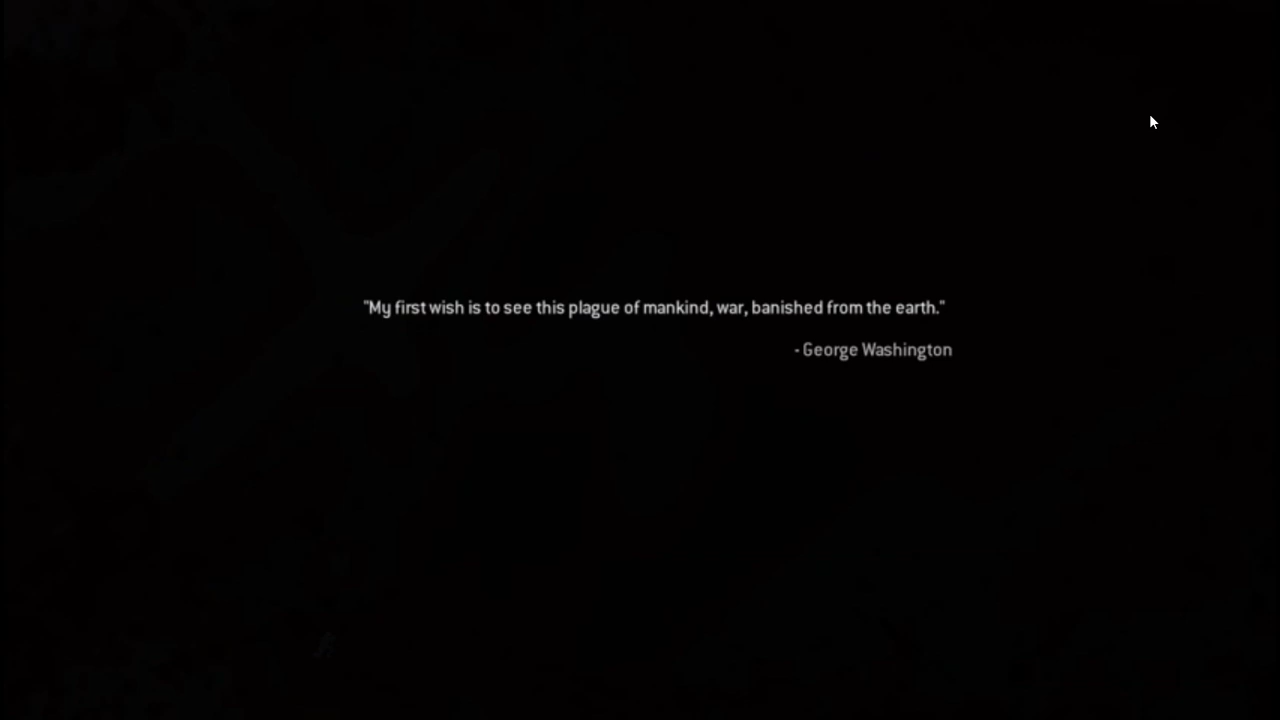 "My first wish is to see this plague of mankind, war, banished from the earth."
- George Washington